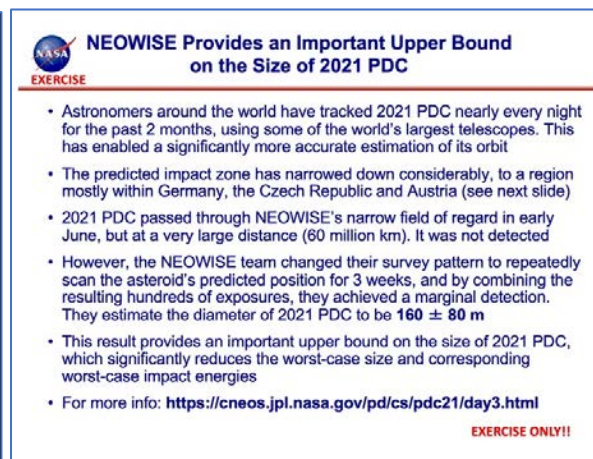 NEOWISE Provides an Important Upper Bound
on the Size of 2021 PDC
NASA
EXERCISE
• Astronomers around the world have tracked 2021 PDC nearly every night
for the past 2 months, using some of the world's largest telescopes. This
has enabled a significantly more accurate estimation of its orbit
• The predicted impact zone has narrowed down considerably, to a region
mostly within Germany, the Czech Republic and Austria (see next slide)
• 2021 PDC passed through NEOWISE's narrow field of regard in early
June, but at a very large distance (60 million km). It was not detected
• However, the NEOWISE team changed their survey pattern to repeatedly
scan the asteroid's predicted position for 3 weeks, and by combining the
resulting hundreds of exposures, they achieved a marginal detection.
They estimate the diameter of 2021 PDC to be 160 ± 80 m
• This result provides an important upper bound on the size of 2021 PDC,
which significantly reduces the worst-case size and corresponding
worst-case impact energies
• For more info: https://cneos.jpl.nasa.gov/pd/cs/pdc21/day3.html
EXERCISE ONLY!!